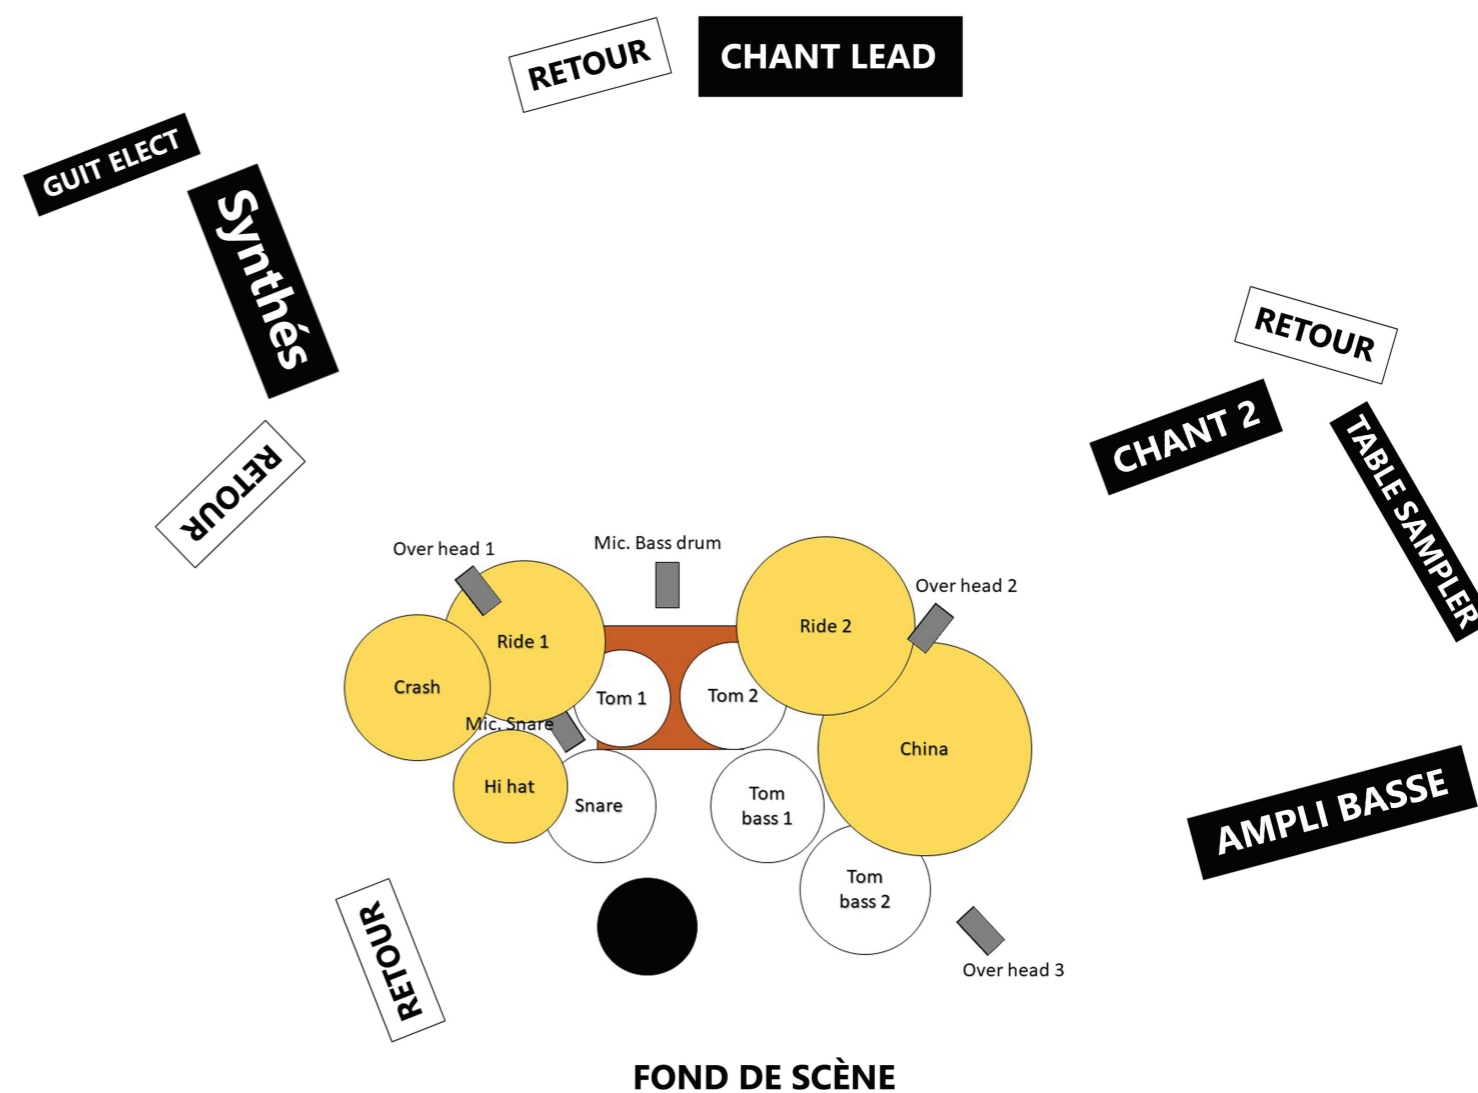 RETOUR
CHANT LEAD
GUIT ELECT
Synthés
RETOUR
CHANT 2
TABLE SAMPLER
RETOUR
Over head 1
Mic. Bass drum
Over head 2
Ride 1
Ride 2
Crash
Tom 1
Tom 2
Mic. Snare
China
Hi hat
Snare
Tom
bass 1
AMPLI BASSE
Tom
bass 2
RETOUR
Over head 3
FOND DE SCÈNE